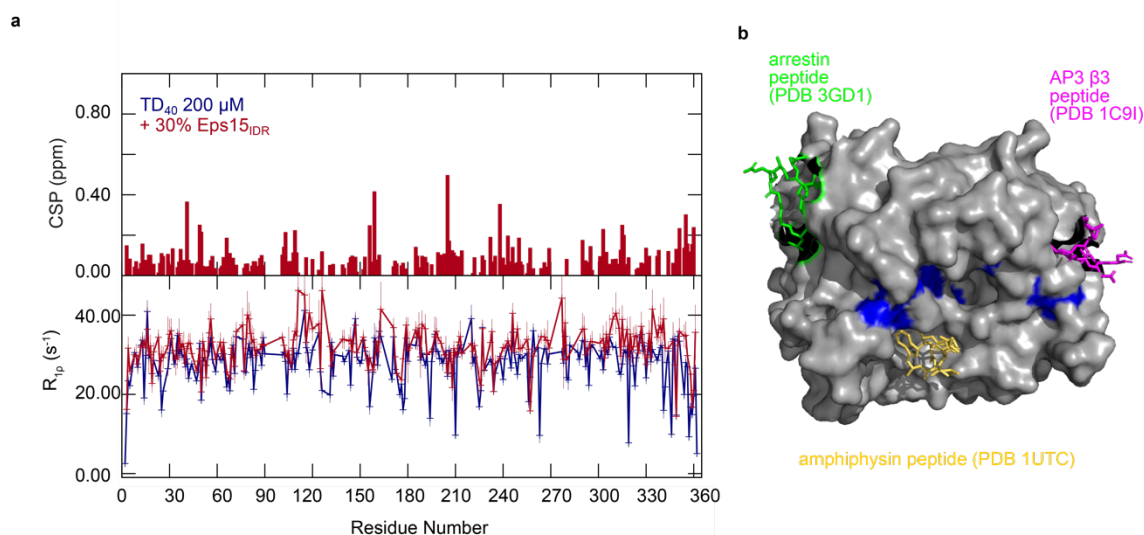 a
b
0.80
0.40
0.00
CSP (ppm)
TD₄₀ 200 µM
+ 30% Eps15IDR
40.00
20.00
0.00
R₁ρ (s⁻¹)
0 30 60 90 120 150 180 210 240 270 300 330 360
Residue Number
arrestin
peptide
(PDB 3GD1)
AP3 β3
peptide
(PDB 1C9I)
amphiphysin peptide (PDB 1UTC)